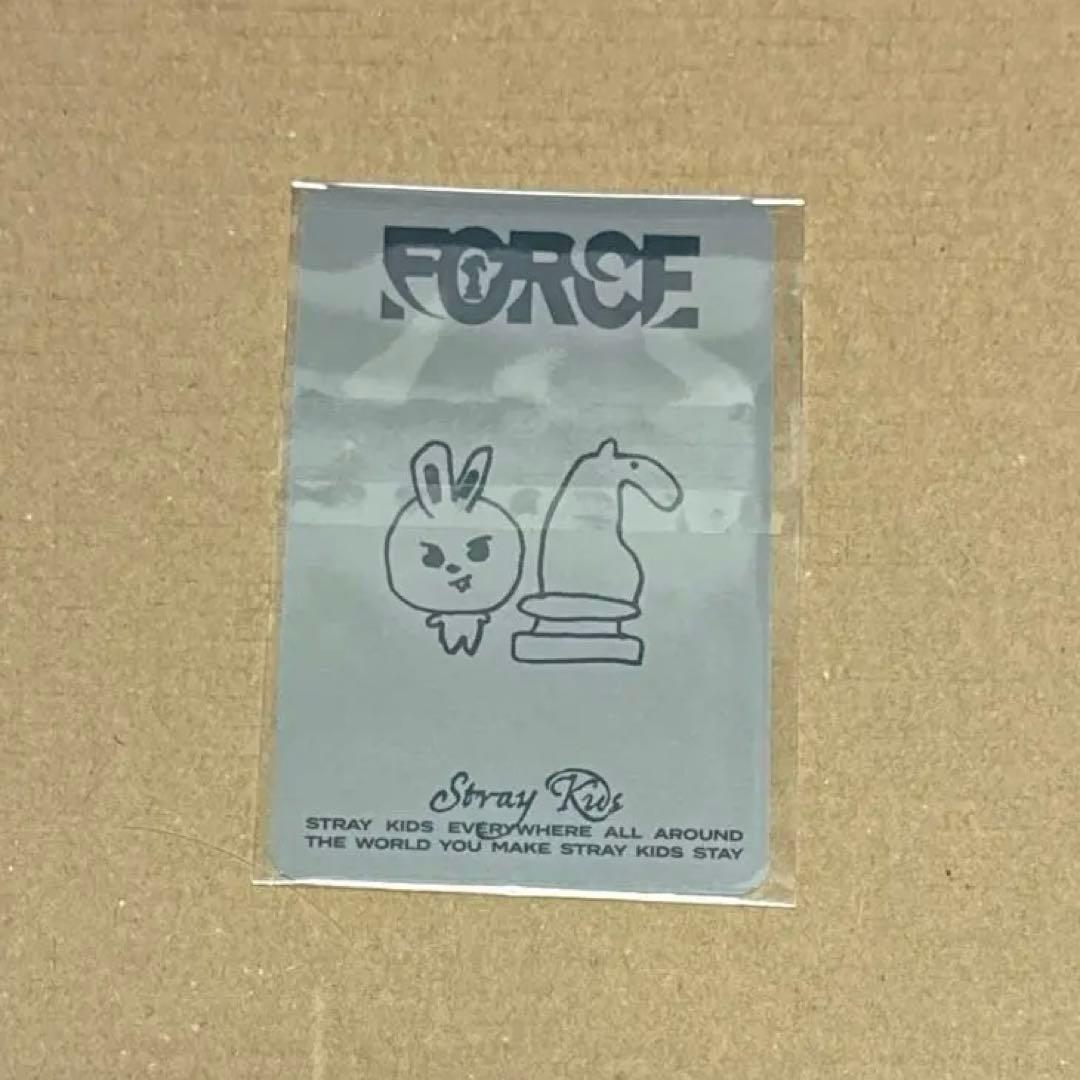 FORCE
Stray Kids
STRAY KIDS EVERYWHERE ALL AROUND
THE WORLD YOU MAKE STRAY KIDS STAY